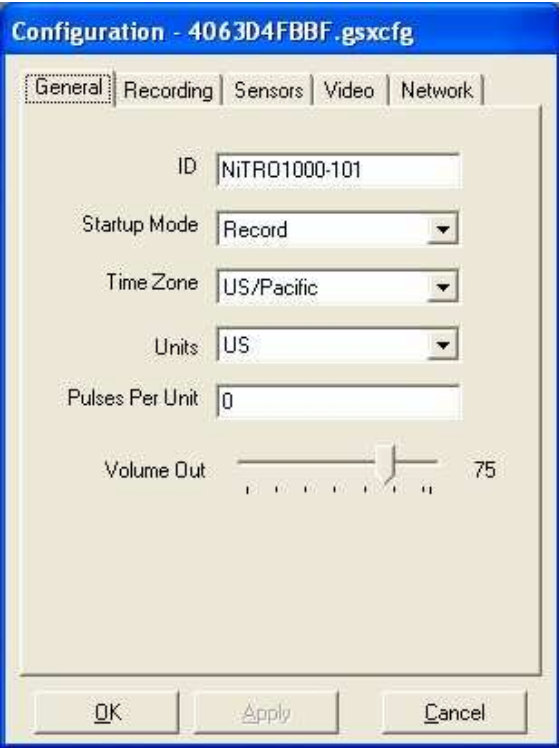 Configuration - 4063D4FBBF.gsxcfg
General Recording Sensors Video Network
ID NiTRO1000-101
Startup Mode Record
Time Zone US/Pacific
Units US
Pulses Per Unit 0
Volume Out 75
OK Apply Cancel